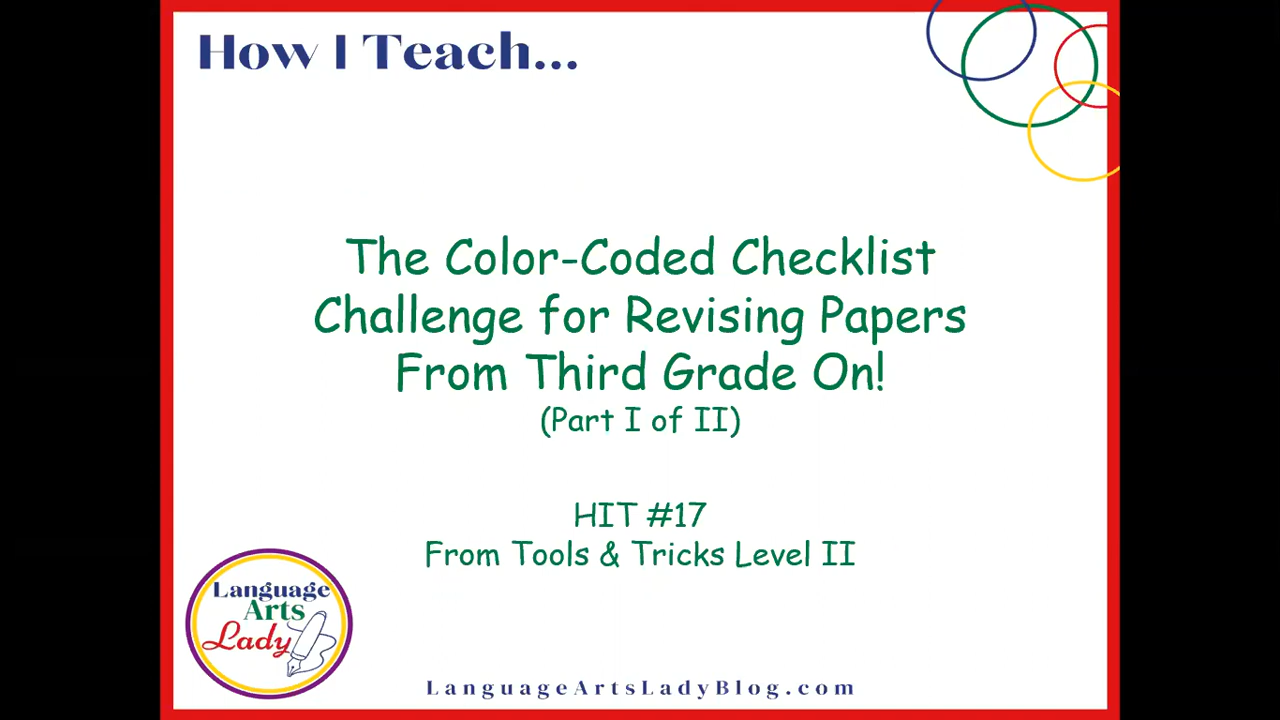 How I Teach...
The Color-Coded Checklist
Challenge for Revising Papers
From Third Grade On!
(Part I of II)
HIT #17
From Tools & Tricks Level II
Language
Arts
Lady
LanguageArtsLadyBlog.com